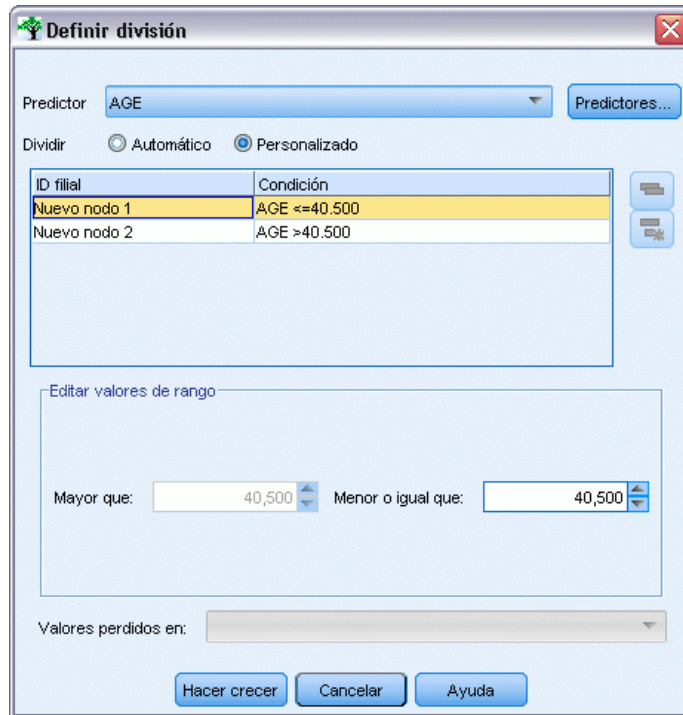 Definir división
Predictor AGE Predictores...
Dividir Automático Personalizado
ID filial Condición
Nuevo nodo 1 AGE <=40.500
Nuevo nodo 2 AGE >40.500
Editar valores de rango
Mayor que: 40,500 Menor o igual que: 40,500
Valores perdidos en:
Hacer crecer Cancelar Ayuda